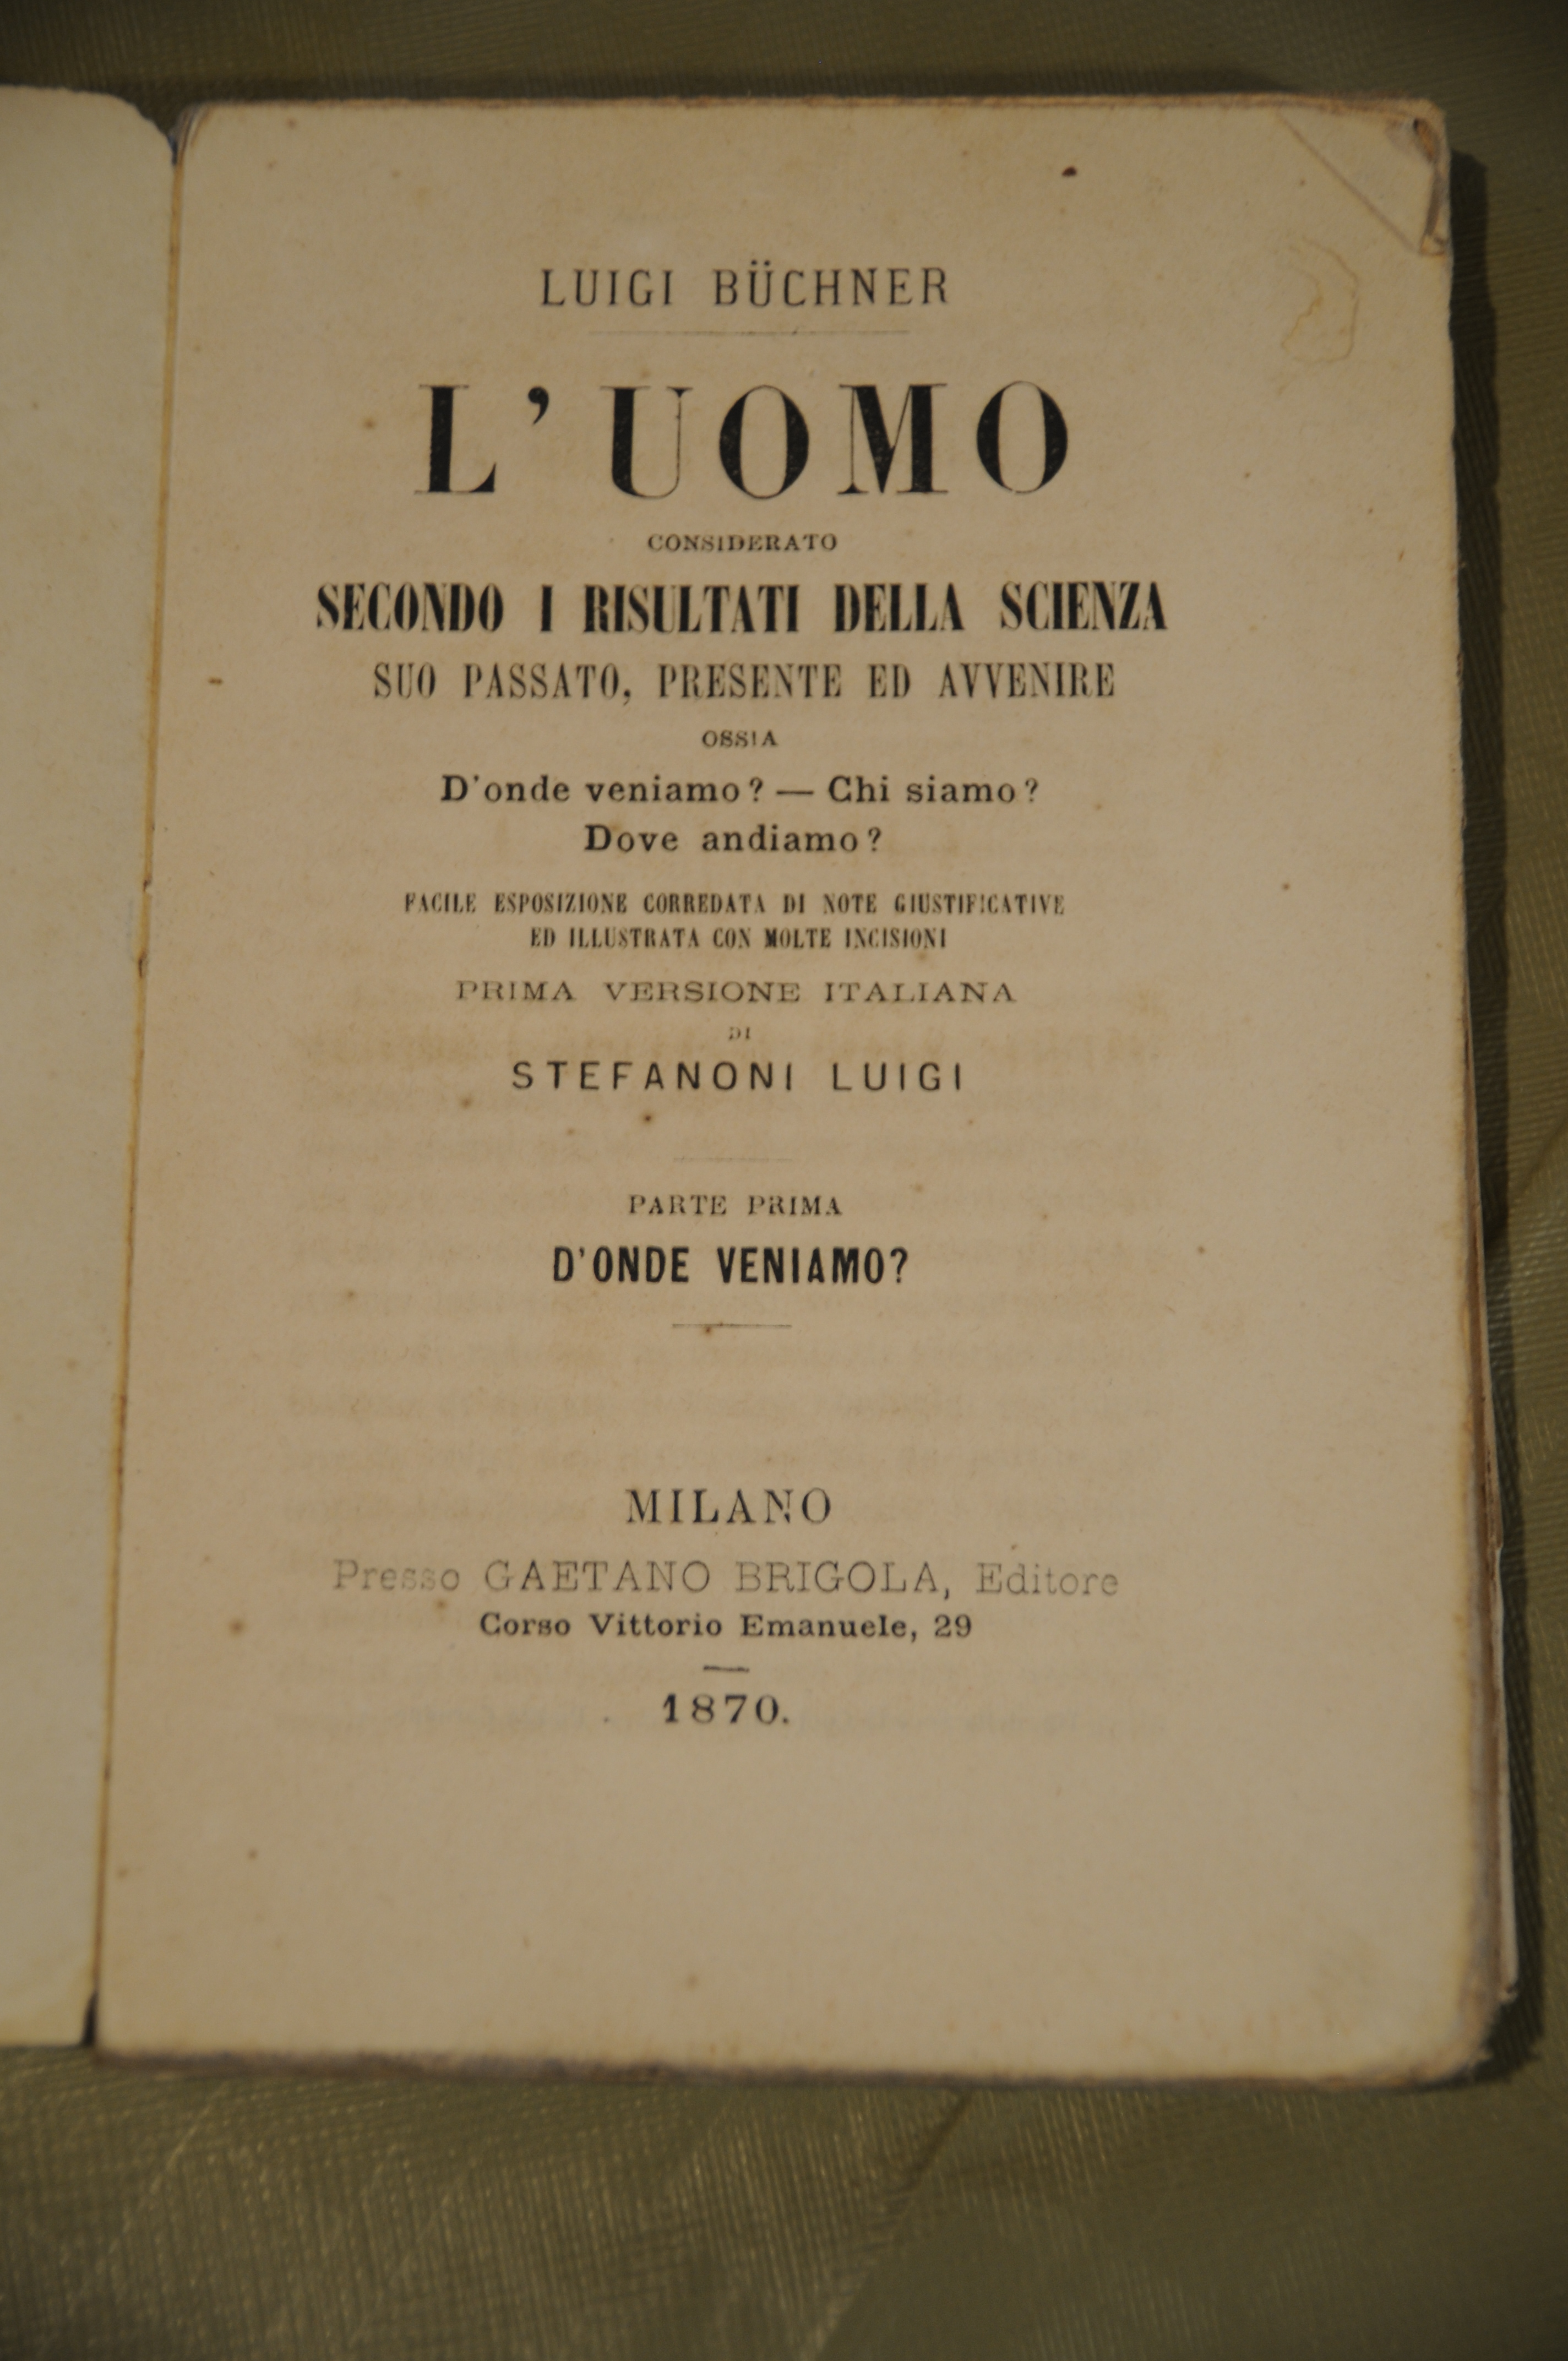 LUIGI BÜCHNER
L'UOMO
CONSIDERATO
SECONDO I RISULTATI DELLA SCIENZA
SUO PASSATO, PRESENTE ED AVVENIRE
OSSIA
D'onde veniamo? — Chi siamo?
Dove andiamo?
FACILE ESPOSIZIONE CORREDATA DI NOTE GIUSTIFICATIVE
ED ILLUSTRATA CON MOLTE INCISIONI
PRIMA VERSIONE ITALIANA
DI
STEFANONI LUIGI
PARTE PRIMA
D'ONDE VENIAMO?
MILANO
Presso GAETANO BRIGOLA, Editore
Corso Vittorio Emanuele, 29
1870.